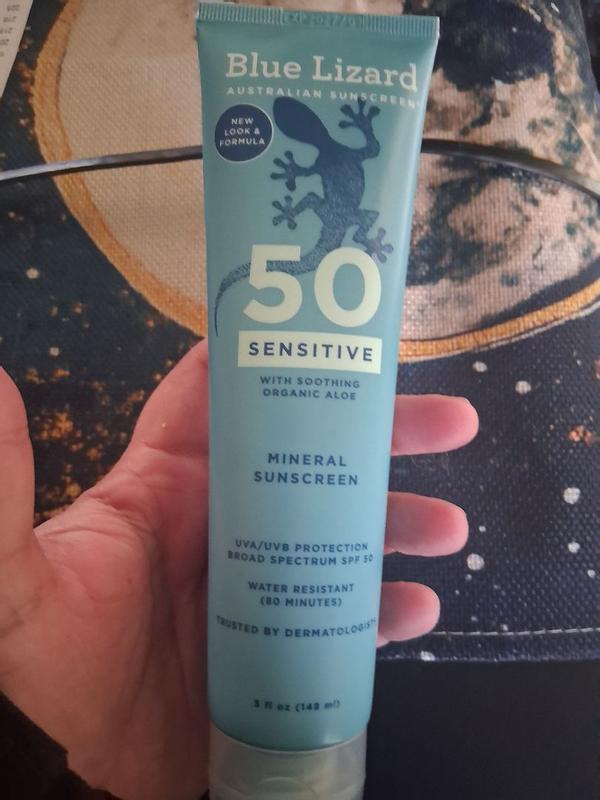 Blue Lizard
AUSTRALIAN SUNSCREEN
NEW
LOOK &
FORMULA
50
SENSITIVE
WITH SOOTHING
ORGANIC ALOE
MINERAL
SUNSCREEN
UVA/UVB PROTECTION
BROAD SPECTRUM SPF 50
WATER RESISTANT
(80 MINUTES)
TRUSTED BY DERMATOLOGISTS
5 fl oz (148 ml)